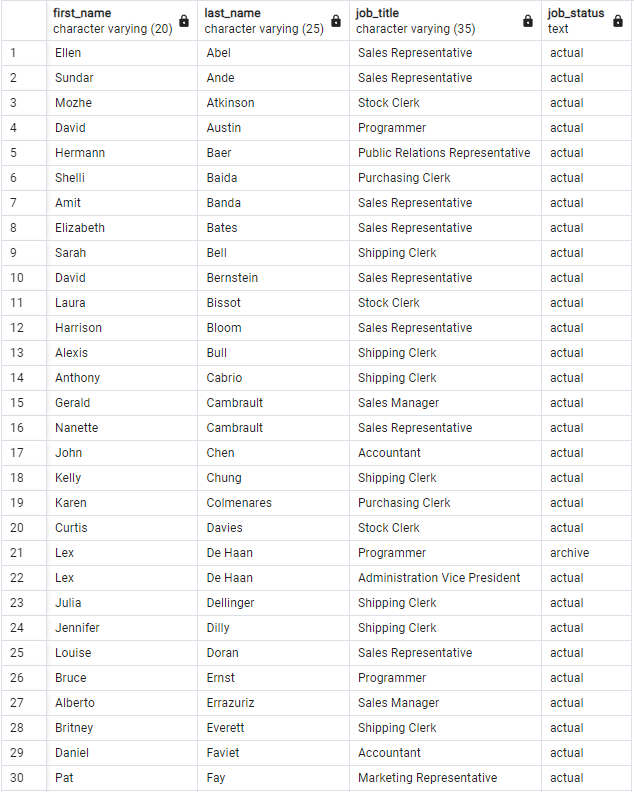 first_name last_name job_title job_status
character varying (20) character varying (25) character varying (35) text
1 Ellen Abel Sales Representative actual
2 Sundar Ande Sales Representative actual
3 Mozhe Atkinson Stock Clerk actual
4 David Austin Programmer actual
5 Hermann Baer Public Relations Representative actual
6 Shelli Baida Purchasing Clerk actual
7 Amit Banda Sales Representative actual
8 Elizabeth Bates Sales Representative actual
9 Sarah Bell Shipping Clerk actual
10 David Bernstein Sales Representative actual
11 Laura Bissot Stock Clerk actual
12 Harrison Bloom Sales Representative actual
13 Alexis Bull Shipping Clerk actual
14 Anthony Cabrio Shipping Clerk actual
15 Gerald Cambrault Sales Manager actual
16 Nanette Cambrault Sales Representative actual
17 John Chen Accountant actual
18 Kelly Chung Shipping Clerk actual
19 Karen Colmenares Purchasing Clerk actual
20 Curtis Davies Stock Clerk actual
21 Lex De Haan Programmer archive
22 Lex De Haan Administration Vice President actual
23 Julia Dellinger Shipping Clerk actual
24 Jennifer Dilly Shipping Clerk actual
25 Louise Doran Sales Representative actual
26 Bruce Ernst Programmer actual
27 Alberto Errazuriz Sales Manager actual
28 Britney Everett Shipping Clerk actual
29 Daniel Faviet Accountant actual
30 Pat Fay Marketing Representative actual